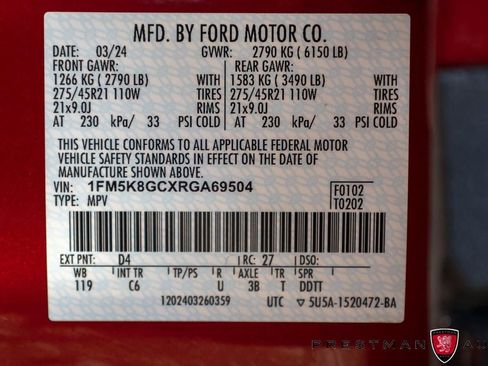 MFD. BY FORD MOTOR CO.
DATE: 03/24 GVWR: 2790 KG ( 6150 LB)
FRONT GAWR: REAR GAWR:
1266 KG ( 2790 LB) WITH 1583 KG ( 3490 LB) WITH
275/45R21 110W TIRES 275/45R21 110W TIRES
21x9.0J RIMS 21x9.0J RIMS
AT 230 kPa/ 33 PSI COLD AT 230 kPa/ 33 PSI COLD
THIS VEHICLE CONFORMS TO ALL APPLICABLE FEDERAL MOTOR
VEHICLE SAFETY &CANTHEFT STANDARDS IN EFFECT ON THE DATE OF
MANUFACTURE SHOWN ABOVE.
VIN: 1FM5K8GCXRGA69504 F0102
TYPE: MPV T0202
EXT PNT: D4 RC: 27 DSO:
WB INT TR TP/PS R AXLE TR SPR
119 C6 U 3B T DDTT
1202403260359 UTC 5U5A-1520472-BA
PRESTMAN AU